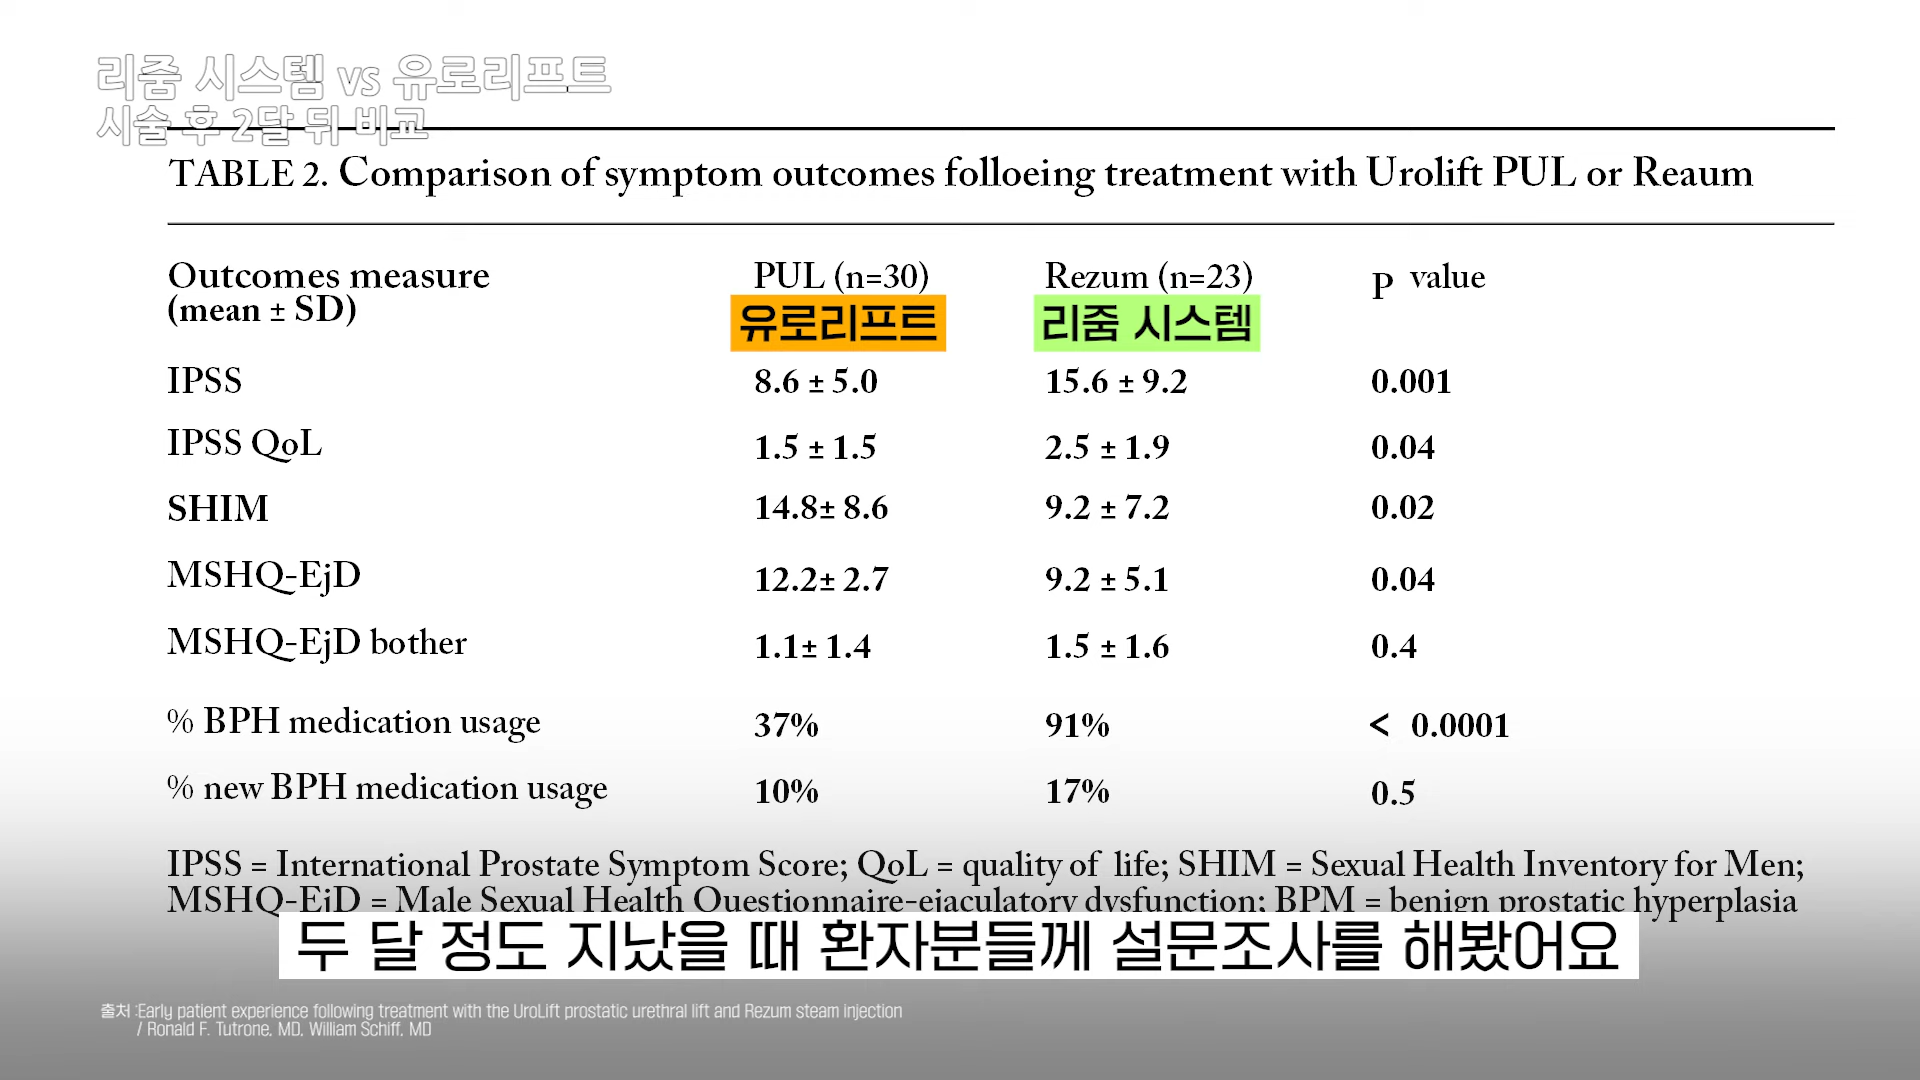 리줌 시스템 vs 유로리프트
시술 후 2달 뒤 비교
TABLE 2. Comparison of symptom outcomes folloeing treatment with Urolift PUL or Reaum
Outcomes measure PUL (n=30) Rezum (n=23) P value
(mean ± SD) 유로리프트 리줌 시스템
IPSS 8.6 ± 5.0 15.6 ± 9.2 0.001
IPSS QoL 1.5 ± 1.5 2.5 ± 1.9 0.04
SHIM 14.8± 8.6 9.2 ± 7.2 0.02
MSHQ-EjD 12.2± 2.7 9.2 ± 5.1 0.04
MSHQ-EjD bother 1.1± 1.4 1.5 ± 1.6 0.4
% BPH medication usage 37% 91% < 0.0001
% new BPH medication usage 10% 17% 0.5
IPSS = International Prostate Symptom Score; QoL = quality of life; SHIM = Sexual Health Inventory for Men;
MSHQ-EjD = Male Sexual Health Questionnaire-ejaculatory dysfunction; BPM = benign prostatic hyperplasia
두 달 정도 지났을 때 환자분들께 설문조사를 해봤어요
출처 :Early patient experience following treatment with the UroLift prostatic urethral lift and Rezum steam injection
/ Ronald F. Tutrone, MD, William Schiff, MD